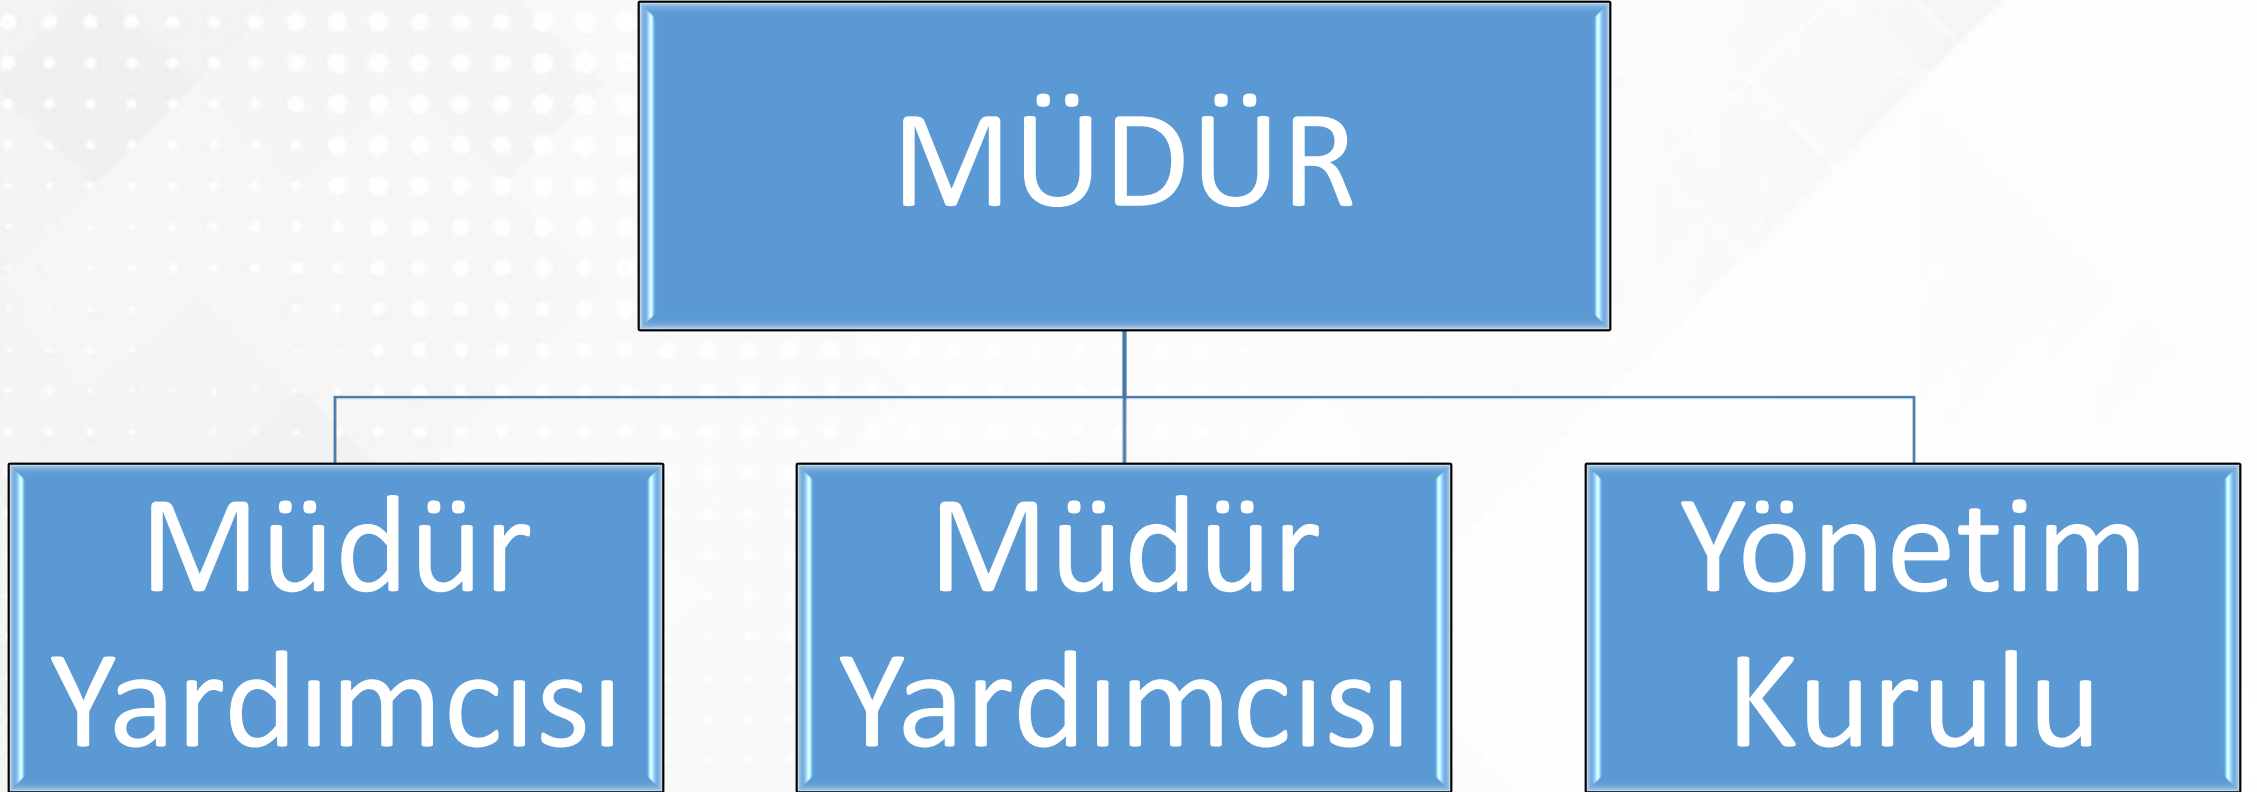 MÜDÜR
Müdür
Yardımcısı
Müdür
Yardımcısı
Yönetim
Kurulu